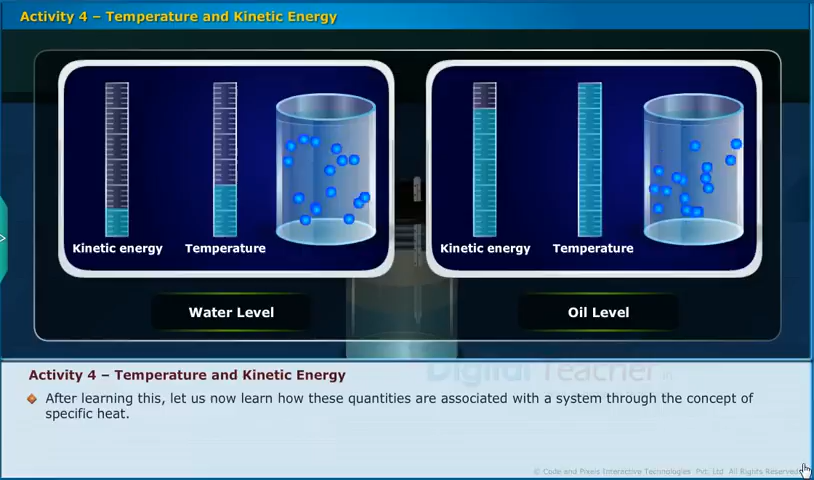 Activity 4 – Temperature and Kinetic Energy
Kinetic energy
Temperature
Kinetic energy
Temperature
Water Level
Oil Level
Digital Teacher
Activity 4 – Temperature and Kinetic Energy
After learning this, let us now learn how these quantities are associated with a system through the concept of
specific heat.
© Code and Pixels Interactive Technologies Pvt. Ltd All Rights Reserved